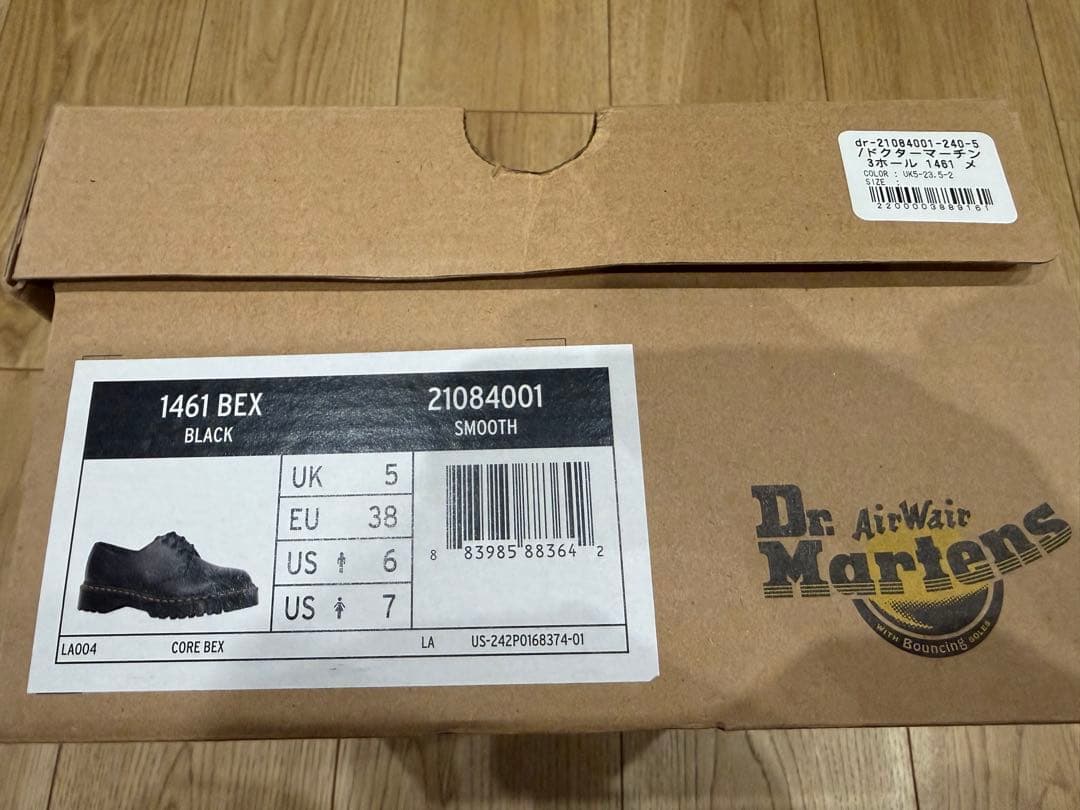 dr-21084001-240-5
/ドクターマーチン
3ホール 1461 メ
COLOR : UK5-23.5-2
SIZE :
2200003889161
1461 BEX
BLACK
21084001
SMOOTH
UK 5
EU 38
US 6
US 7
8 83985 88364 2
LA004
CORE BEX
LA
US-242P0168374-01
Dr. AirWair
Martens
WITH Bouncing SOLES